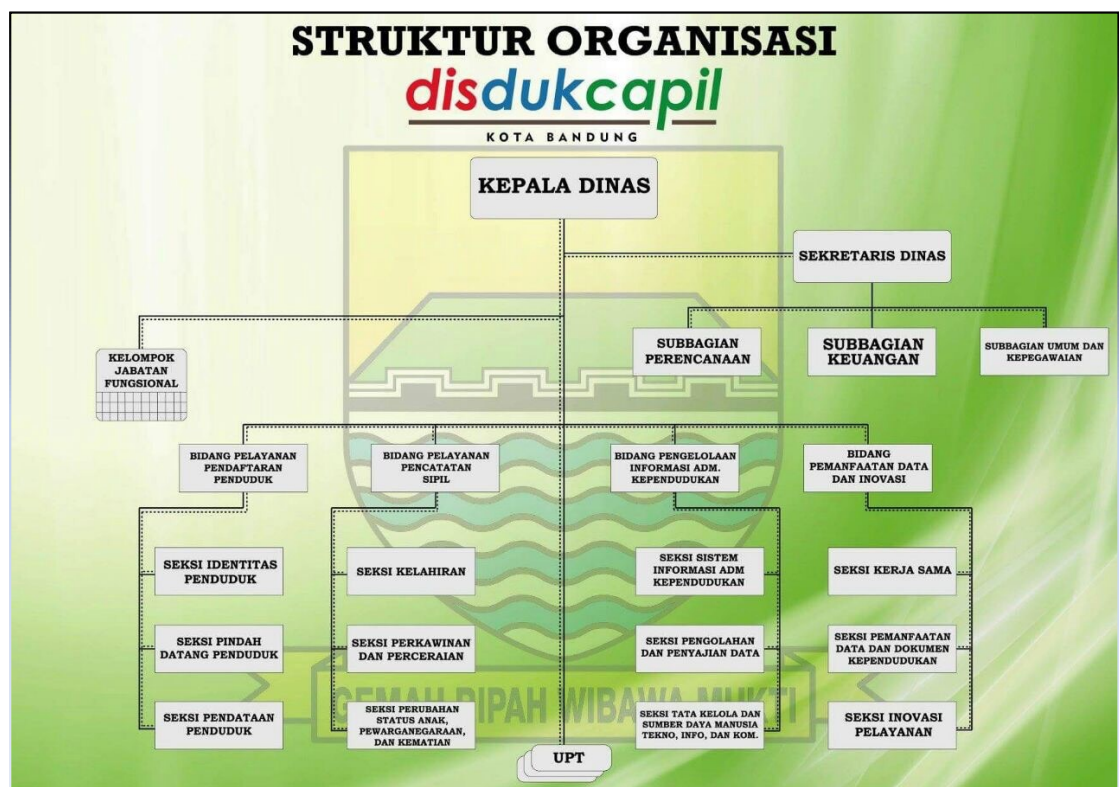 STRUKTUR ORGANISASI
disdukcapil
KOTA BANDUNG
KEPALA DINAS
SEKRETARIS DINAS
SUBBAGIAN
PERENCANAAN
SUBBAGIAN
KEUANGAN
SUBBAGIAN UMUM DAN
KEPEGAWAIAN
KELOMPOK
JABATAN
FUNGSIONAL
BIDANG PELAYANAN
PENDAFTARAN
PENDUDUK
BIDANG PELAYANAN
PENCATATAN
SIPIL
BIDANG PENGELOLAAN
INFORMASI ADM.
KEPENDUDUKAN
BIDANG
PEMANFAATAN DATA
DAN INOVASI
SEKSI IDENTITAS
PENDUDUK
SEKSI KELAHIRAN
SEKSI SISTEM
INFORMASI ADM
KEPENDUDUKAN
SEKSI KERJA SAMA
SEKSI PINDAH
DATANG PENDUDUK
SEKSI PERKAWINAN
DAN PERCERAIAN
SEKSI PENGOLAHAN
DAN PENYAJIAN DATA
SEKSI PEMANFAATAN
DATA DAN DOKUMEN
KEPENDUDUKAN
SEKSI PENDATAAN
PENDUDUK
SEKSI PERUBAHAN
STATUS ANAK,
PEWARGANEGARAAN,
DAN KEMATIAN
SEKSI TATA KELOLA DAN
SUMBER DAYA MANUSIA
TEKNO, INFO, DAN KOM.
SEKSI INOVASI
PELAYANAN
GEMAH RIPAH WIBAWA MUKTI
UPT